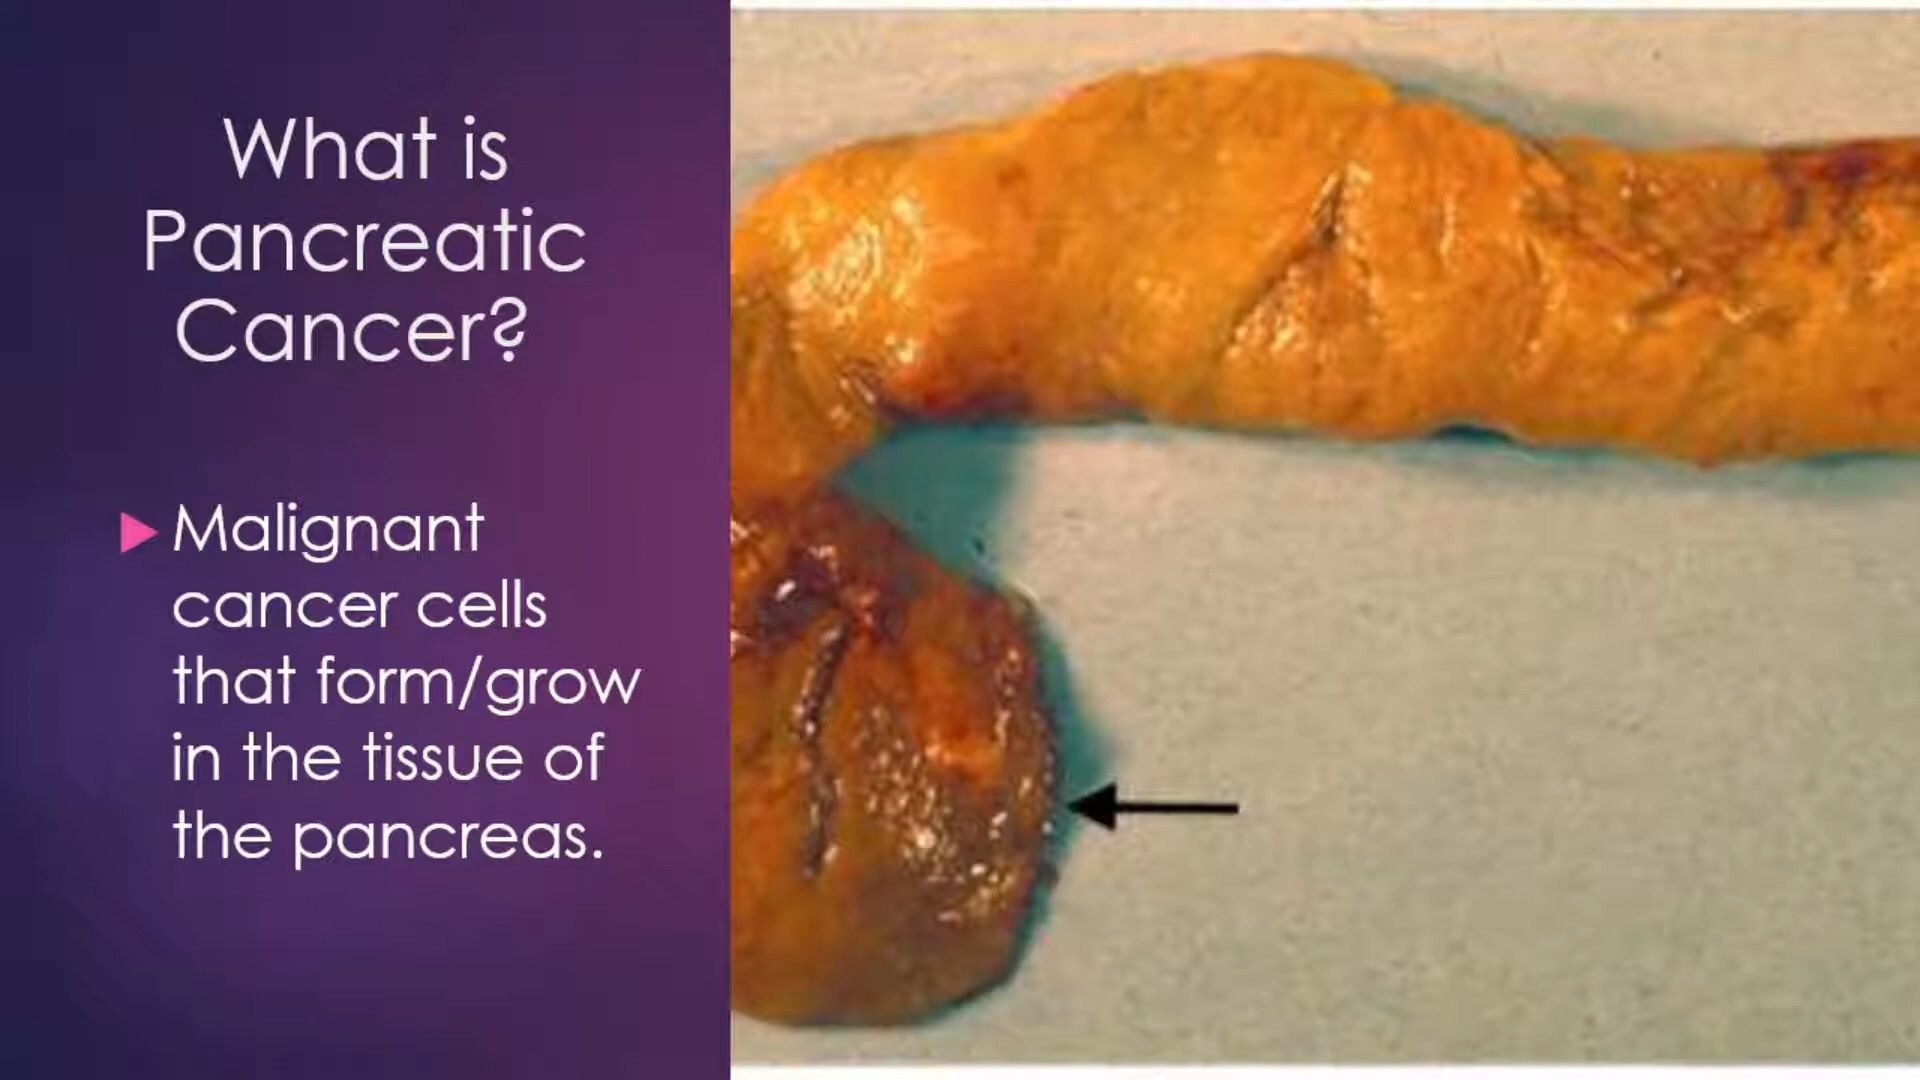 What is
Pancreatic
Cancer?
Malignant
cancer cells
that form/grow
in the tissue of
the pancreas.